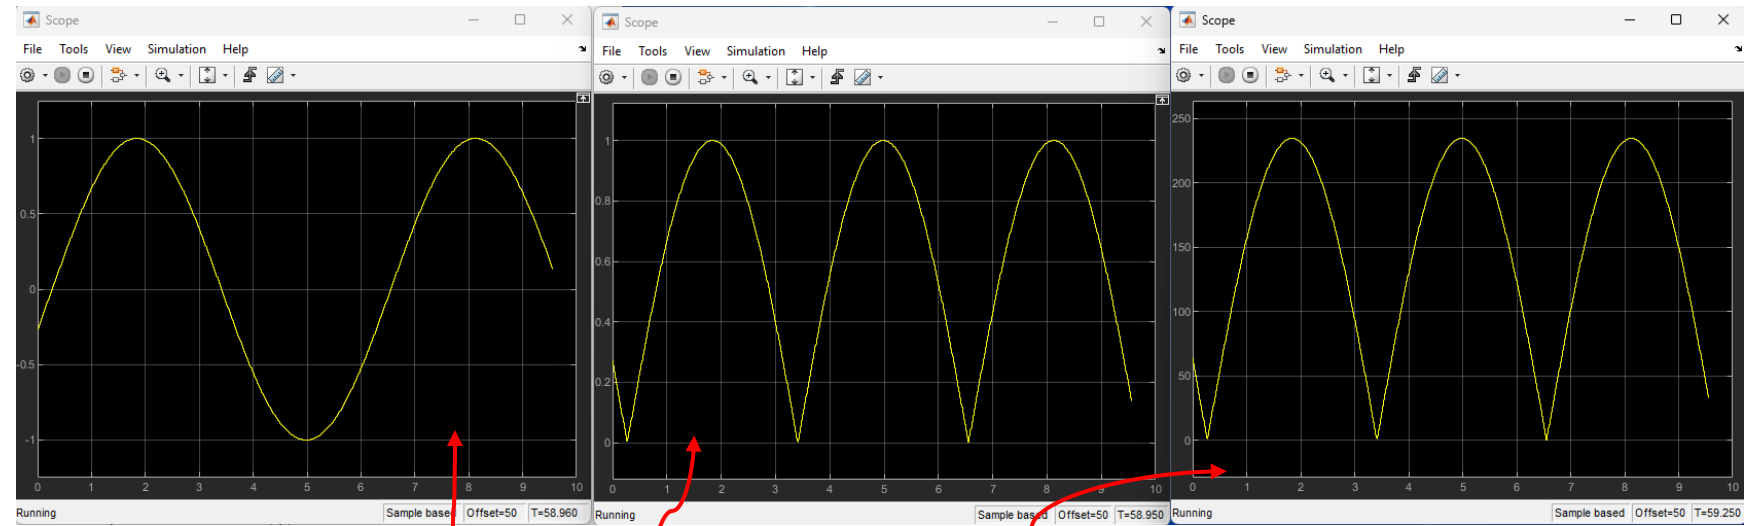 Scope
File Tools View Simulation Help
1
0.5
0
-0.5
-1
0 1 2 3 4 5 6 7 8 9 10
Running Sample based Offset=50 T=58.960
Scope
File Tools View Simulation Help
1
0.8
0.6
0.4
0.2
0
0 1 2 3 4 5 6 7 8 9 10
Running Sample based Offset=50 T=58.950
Scope
File Tools View Simulation Help
250
200
150
100
50
0
0 1 2 3 4 5 6 7 8 9 10
Running Sample based Offset=50 T=59.250